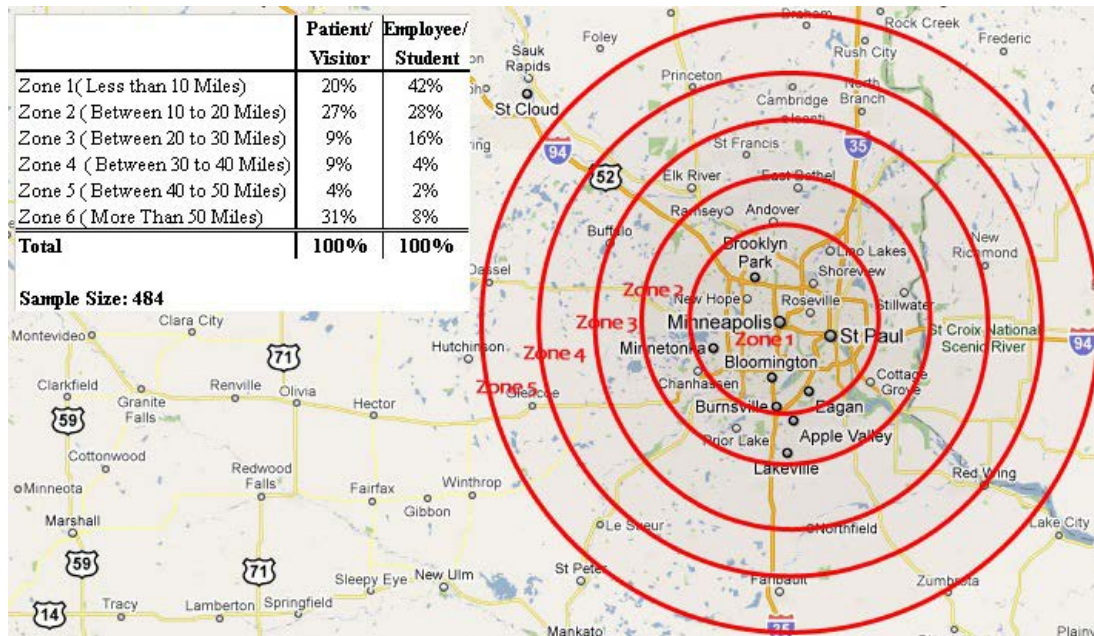 Patient/ Employee/
Visitor Student
Zone 1( Less than 10 Miles) 20% 42%
Zone 2 ( Between 10 to 20 Miles) 27% 28%
Zone 3 ( Between 20 to 30 Miles) 9% 16%
Zone 4 ( Between 30 to 40 Miles) 9% 4%
Zone 5 ( Between 40 to 50 Miles) 4% 2%
Zone 6 ( More Than 50 Miles) 31% 8%
Total 100% 100%
Sample Size: 484
Rock Creek
Foley
Rush City
Frederic
Sauk
Rapids
Princeton
North
Branch
St Cloud
Cambridge
Isanti
94
St Francis
35
52
Elk River
East Bethel
Ramsey
Andover
Buffalo
Brooklyn
Park
Lino Lakes
New
Richmond
Dassel
Shoreview
Zone 2
New Hope
Roseville
Stillwater
Clara City
Montevideo
Zone 3
Minneapolis
St Paul
St Croix National
Scenic River
94
Zone 1
Hutchinson
Zone 4
Minnetonka
71
Bloomington
Clarkfield
Renville
Zone 5
Chanhassen
Cottage
Grove
Granite
Falls
Olivia
Glencoe
59
Hector
Burnsville
Eagan
Prior Lake
Apple Valley
Cottonwood
Lakeville
Redwood
Falls
Red Wing
Minneota
Fairfax
Winthrop
Gibbon
Marshall
Le Sueur
Northfield
Lake City
59
71
St Peter
Faribault
Zumbrota
Sleepy Eye
New Ulm
14
Tracy
Lamberton
Springfield
Mankato
35